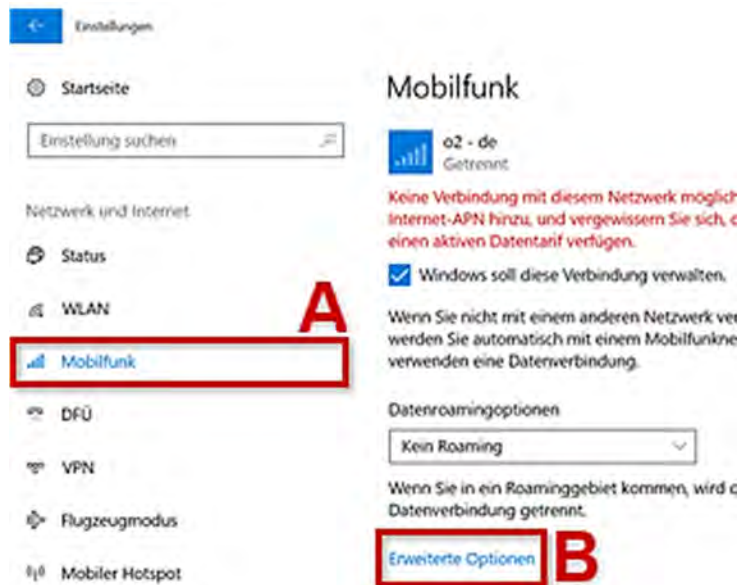 Einstellungen
Startseite
Einstellung suchen
Netzwerk und Internet
Status
WLAN
A
Mobilfunk
DFÜ
VPN
Flugzeugmodus
Mobiler Hotspot
Mobilfunk
o2 - de
Getrennt
Keine Verbindung mit diesem Netzwerk möglich
Internet-APN hinzu, und vergewissern Sie sich, d
einen aktiven Datentarif verfügen.
Windows soll diese Verbindung verwalten.
Wenn Sie nicht mit einem anderen Netzwerk ver
werden Sie automatisch mit einem Mobilfunkne
verwenden eine Datenverbindung.
Datenroamingoptionen
Kein Roaming
Wenn Sie in ein Roaminggebiet kommen, wird d
Datenverbindung getrennt.
Erweiterte Optionen
B